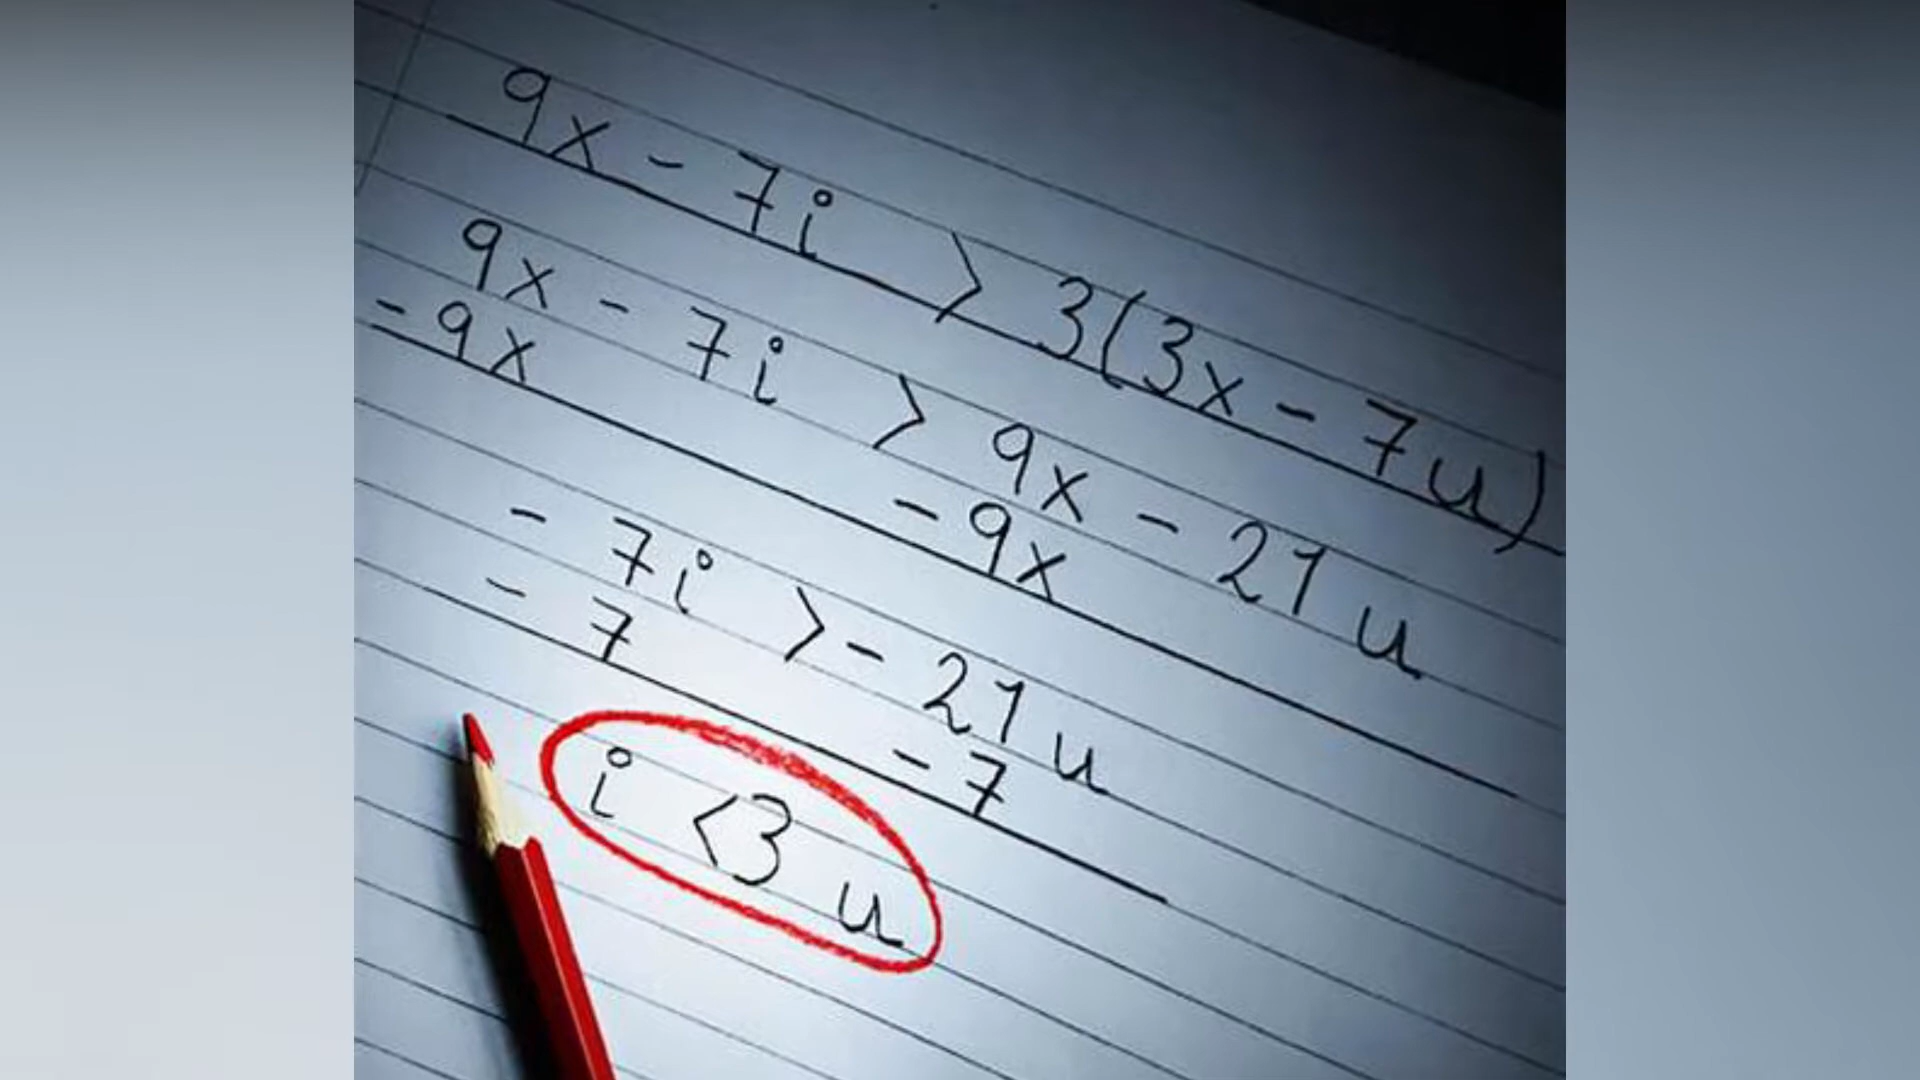 9x - 7i > 3(3x - 7u)
9x - 7i > 9x - 21u
-9x -9x
-7i > -21u
-7 -7
i <3 u